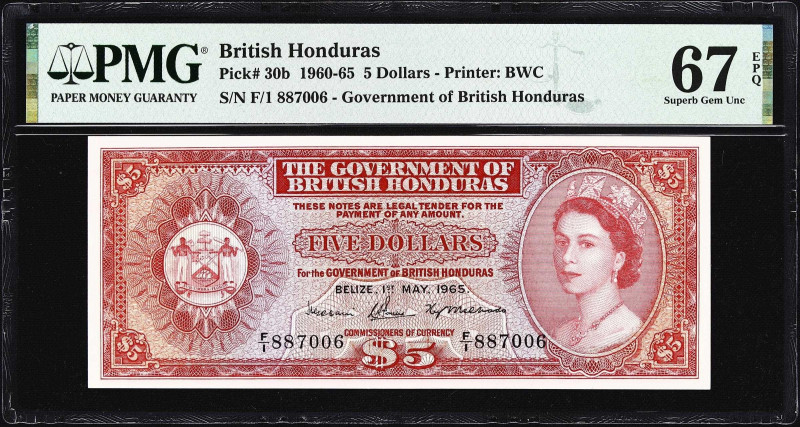 PMG®
PAPER MONEY GUARANTY
British Honduras
Pick# 30b 1960-65 5 Dollars - Printer: BWC
S/N F/1 887006 - Government of British Honduras
67
EPQ
Superb Gem Unc
$5
$5
THE GOVERNMENT OF
BRITISH HONDURAS
THESE NOTES ARE LEGAL TENDER FOR THE
PAYMENT OF ANY AMOUNT.
FIVE DOLLARS
For the GOVERNMENT OF BRITISH HONDURAS
BELIZE, 1ST MAY, 1965
COMMISSIONERS OF CURRENCY
F/1 887006
F/1 887006
$5
$5
$5